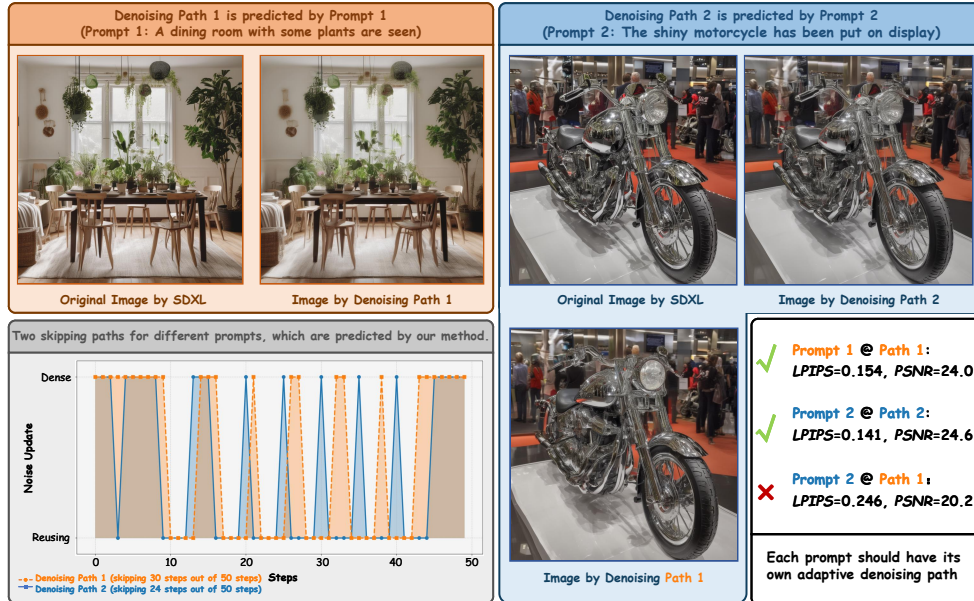 Denoising Path 1 is predicted by Prompt 1
(Prompt 1: A dining room with some plants are seen)
Original Image by SDXL
Image by Denoising Path 1
Denoising Path 2 is predicted by Prompt 2
(Prompt 2: The shiny motorcycle has been put on display)
Original Image by SDXL
Image by Denoising Path 2
Two skipping paths for different prompts, which are predicted by our method.
Dense
Noise Update
Reusing
0
10
20
30
40
50
Steps
Denoising Path 1 (skipping 30 steps out of 50 steps)
Denoising Path 2 (skipping 24 steps out of 50 steps)
Image by Denoising Path 1
Prompt 1 @ Path 1:
LPIPS=0.154, PSNR=24.0
Prompt 2 @ Path 2:
LPIPS=0.141, PSNR=24.6
Prompt 2 @ Path 1:
LPIPS=0.246, PSNR=20.2
Each prompt should have its
own adaptive denoising path